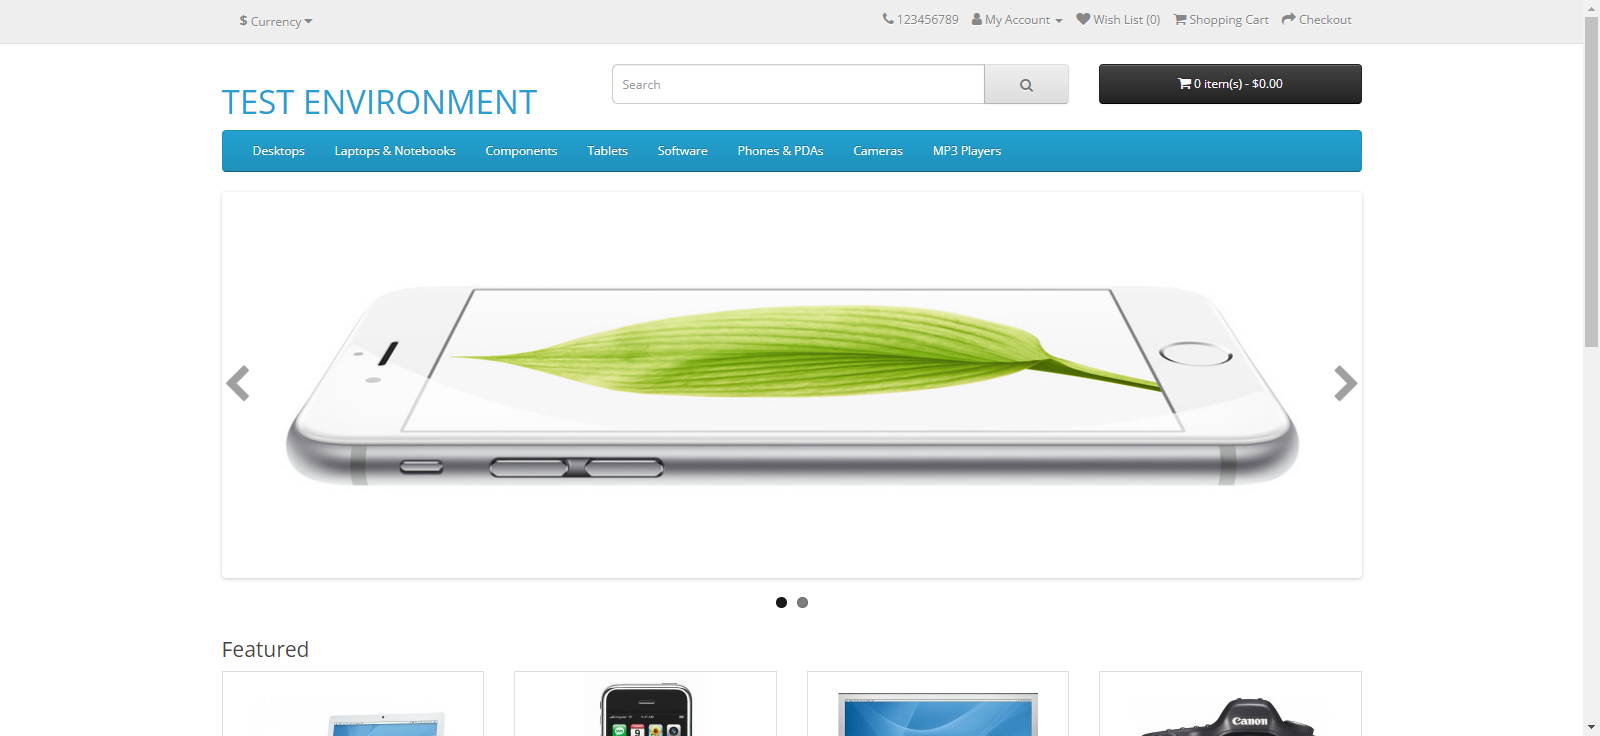 $ Currency
123456789 My Account Wish List (0) Shopping Cart Checkout
TEST ENVIRONMENT
Search
0 item(s) - $0.00
Desktops Laptops & Notebooks Components Tablets Software Phones & PDAs Cameras MP3 Players
Featured
9
Canon